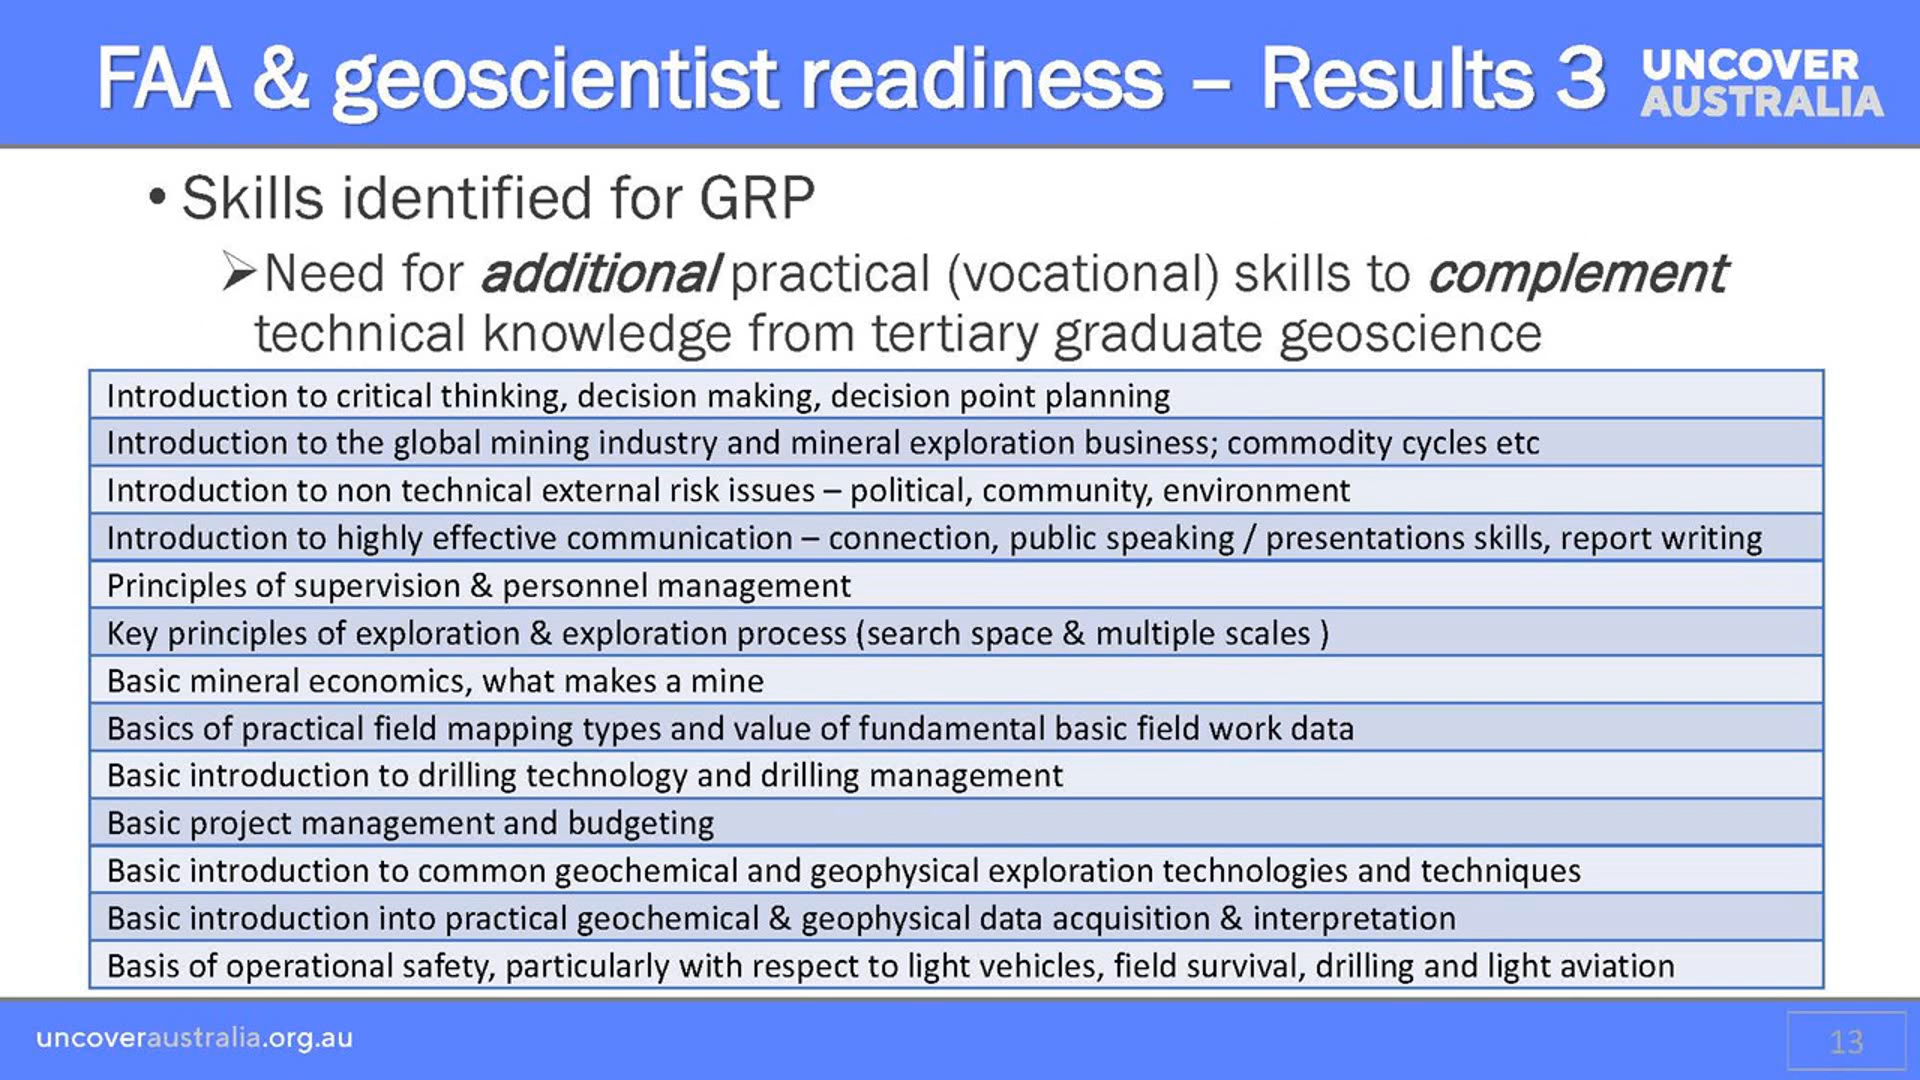 FAA & geoscientist readiness – Results 3
UNCOVER
AUSTRALIA
• Skills identified for GRP
➢Need for additional practical (vocational) skills to complement
technical knowledge from tertiary graduate geoscience
Introduction to critical thinking, decision making, decision point planning
Introduction to the global mining industry and mineral exploration business; commodity cycles etc
Introduction to non technical external risk issues – political, community, environment
Introduction to highly effective communication – connection, public speaking / presentations skills, report writing
Principles of supervision & personnel management
Key principles of exploration & exploration process (search space & multiple scales )
Basic mineral economics, what makes a mine
Basics of practical field mapping types and value of fundamental basic field work data
Basic introduction to drilling technology and drilling management
Basic project management and budgeting
Basic introduction to common geochemical and geophysical exploration technologies and techniques
Basic introduction into practical geochemical & geophysical data acquisition & interpretation
Basis of operational safety, particularly with respect to light vehicles, field survival, drilling and light aviation
uncoveraustralia.org.au
13